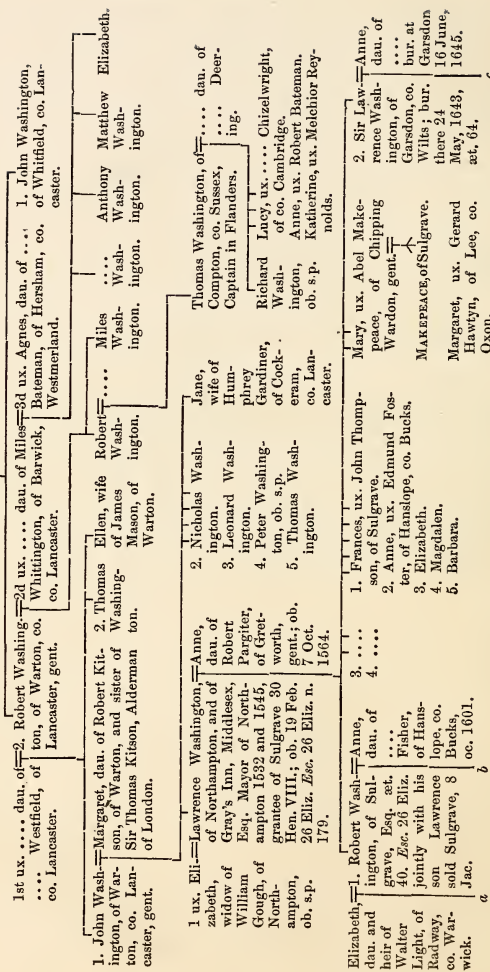 1. John Washington,
of Whitfield, co. Lan-
caster.
1st ux. .... dau. of
.... Westfield, of
co. Lancaster.
2. Robert Washing-
ton, of Warton, co.
Lancaster, gent.
2d ux. .... dau. of Miles
Whittington, of Barwick,
co. Lancaster.
3d ux. Agnes, dau. of ....
Bateman, of Hersham, co.
Westmerland.
1. John Wash-
ington, of War-
ton, co. Lan-
caster, gent.
Margaret, dau. of Robert Kit-
son, of Warton, and sister of
Sir Thomas Kitson, Alderman
of London.
2. Thomas
Washing-
ton.
Ellen, wife
of James
Mason, of
Warton.
Robert
Wash-
ington.
....
Miles
Wash-
ington.
....
Wash-
ington.
Anthony
Wash-
ington.
Matthew
Wash-
ington.
Elizabeth.
Thomas Washington, of
Compton, co. Sussex,
Captain in Flanders.
.... dau. of
.... Deer-
ing.
1 ux. Eli-
zabeth,
widow of
William
Gough, of
North-
ampton,
ob. s.p.
Lawrence Washington,
of Northampton, and of
Gray's Inn, Middlesex,
Esq. Mayor of North-
ampton 1532 and 1545,
grantee of Sulgrave 30
Hen. VIII.; ob. 19 Feb.
26 Eliz. Esc. 26 Eliz. n.
179.
Anne,
dau. of
Robert
Pargiter,
of Gret-
worth,
gent.; ob.
7 Oct.
1564.
2. Nicholas Wash-
ington.
3. Leonard Wash-
ington.
4. Peter Washing-
ton, ob. s.p.
5. Thomas Wash-
ington.
Jane,
wife of
Hum-
phrey
Gardiner,
of Cock-
eram,
co. Lan-
caster.
Richard
Wash-
ington,
ob. s.p.
Lucy, ux. .... Chizelwright,
of co. Cambridge.
Anne, ux. Robert Bateman.
Katherine, ux. Melchior Rey-
nolds.
Elizabeth,
dau. and
heir of
Walter
Light, of
Radway,
co. War-
wick.
1. Robert Wash-
ington, of Sul-
grave, Esq. æt.
40. Esc. 26 Eliz.
jointly with his
son Lawrence
sold Sulgrave, 8
Jac.
Anne,
dau. of
....
Fisher,
of Hans-
lope, co.
Bucks,
oc. 1601.
3. ....
4. ....
1. Frances, ux. John Thomp-
son, of Sulgrave.
2. Anne, ux. Edmund Fos-
ter, of Hanslope, co. Bucks.
3. Elizabeth.
4. Magdalen.
5. Barbara.
Mary, ux. Abel Make-
peace, of Chipping
Wardon, gent.
MAKEPEACE, of Sulgrave.
Margaret, ux. Gerard
Hawtyn, of Lee, co.
Oxon.
2. Sir Law-
rence Wash-
ington, of
Garsdon, co.
Wilts; bur.
there 24
May, 1643,
æt. 64.
Anne,
dau. of
....
bur. at
Garsdon
16 June,
1645.
a
b
c